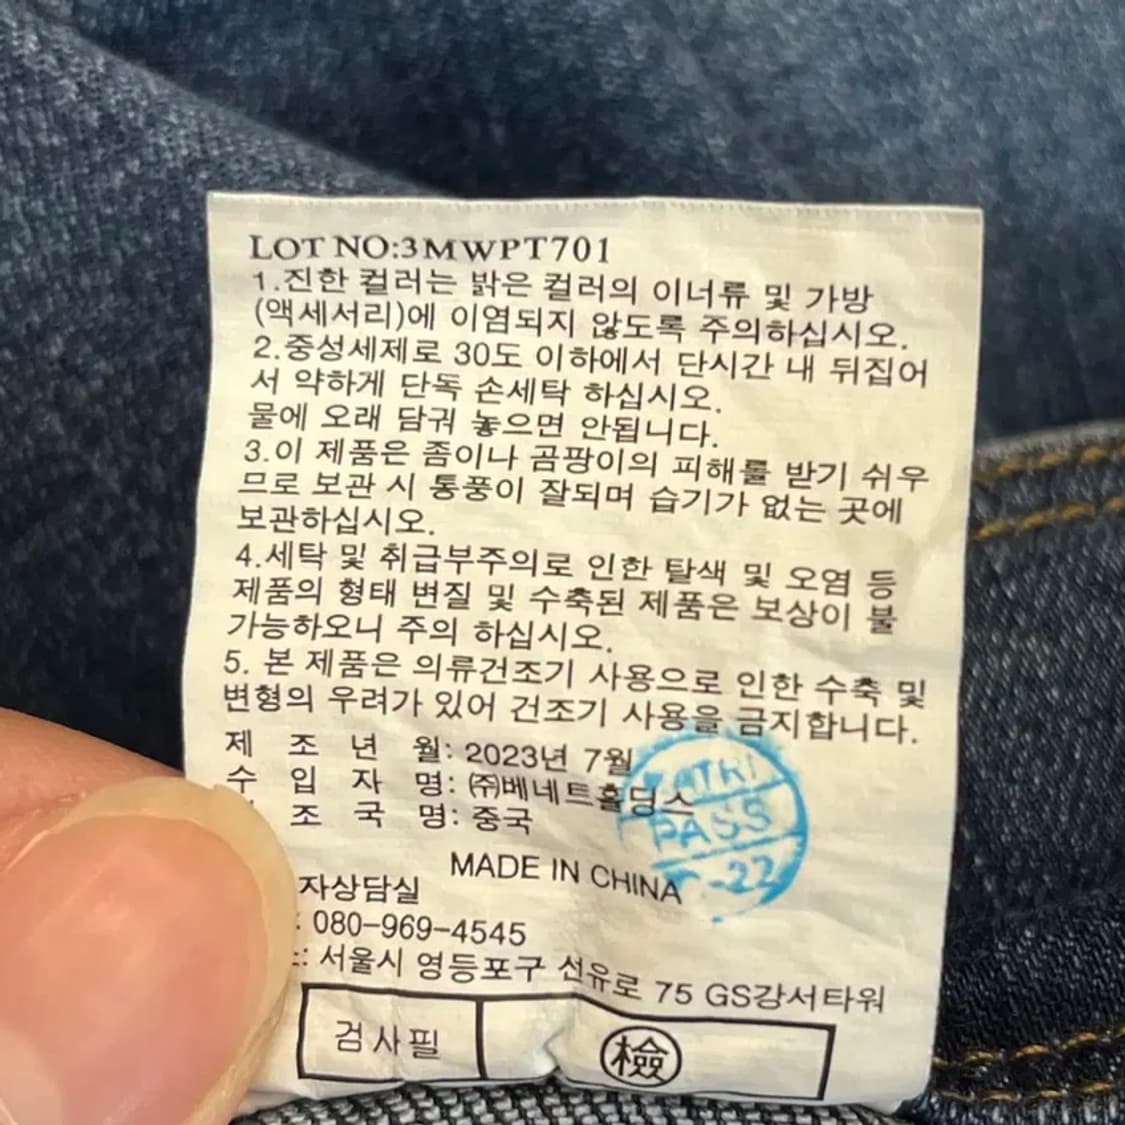 LOT NO:3MWPT701
1.진한 컬러는 밝은 컬러의 이너류 및 가방
(액세서리)에 이염되지 않도록 주의하십시오.
2.중성세제로 30도 이하에서 단시간 내 뒤집어
서 약하게 단독 손세탁 하십시오.
물에 오래 담궈 놓으면 안됩니다.
3.이 제품은 좀이나 곰팡이의 피해를 받기 쉬우
므로 보관 시 통풍이 잘되며 습기가 없는 곳에
보관하십시오.
4.세탁 및 취급부주의로 인한 탈색 및 오염 등
제품의 형태 변질 및 수축된 제품은 보상이 불
가능하오니 주의 하십시오.
5. 본 제품은 의류건조기 사용으로 인한 수축 및
변형의 우려가 있어 건조기 사용을 금지합니다.
제 조 년 월: 2023년 7월
수 입 자 명: ㈜베네트홀딩스
조 국 명: 중국
PASS
-22
MADE IN CHINA
자상담실
: 080-969-4545
: 서울시 영등포구 선유로 75 GS강서타워
검사필 檢